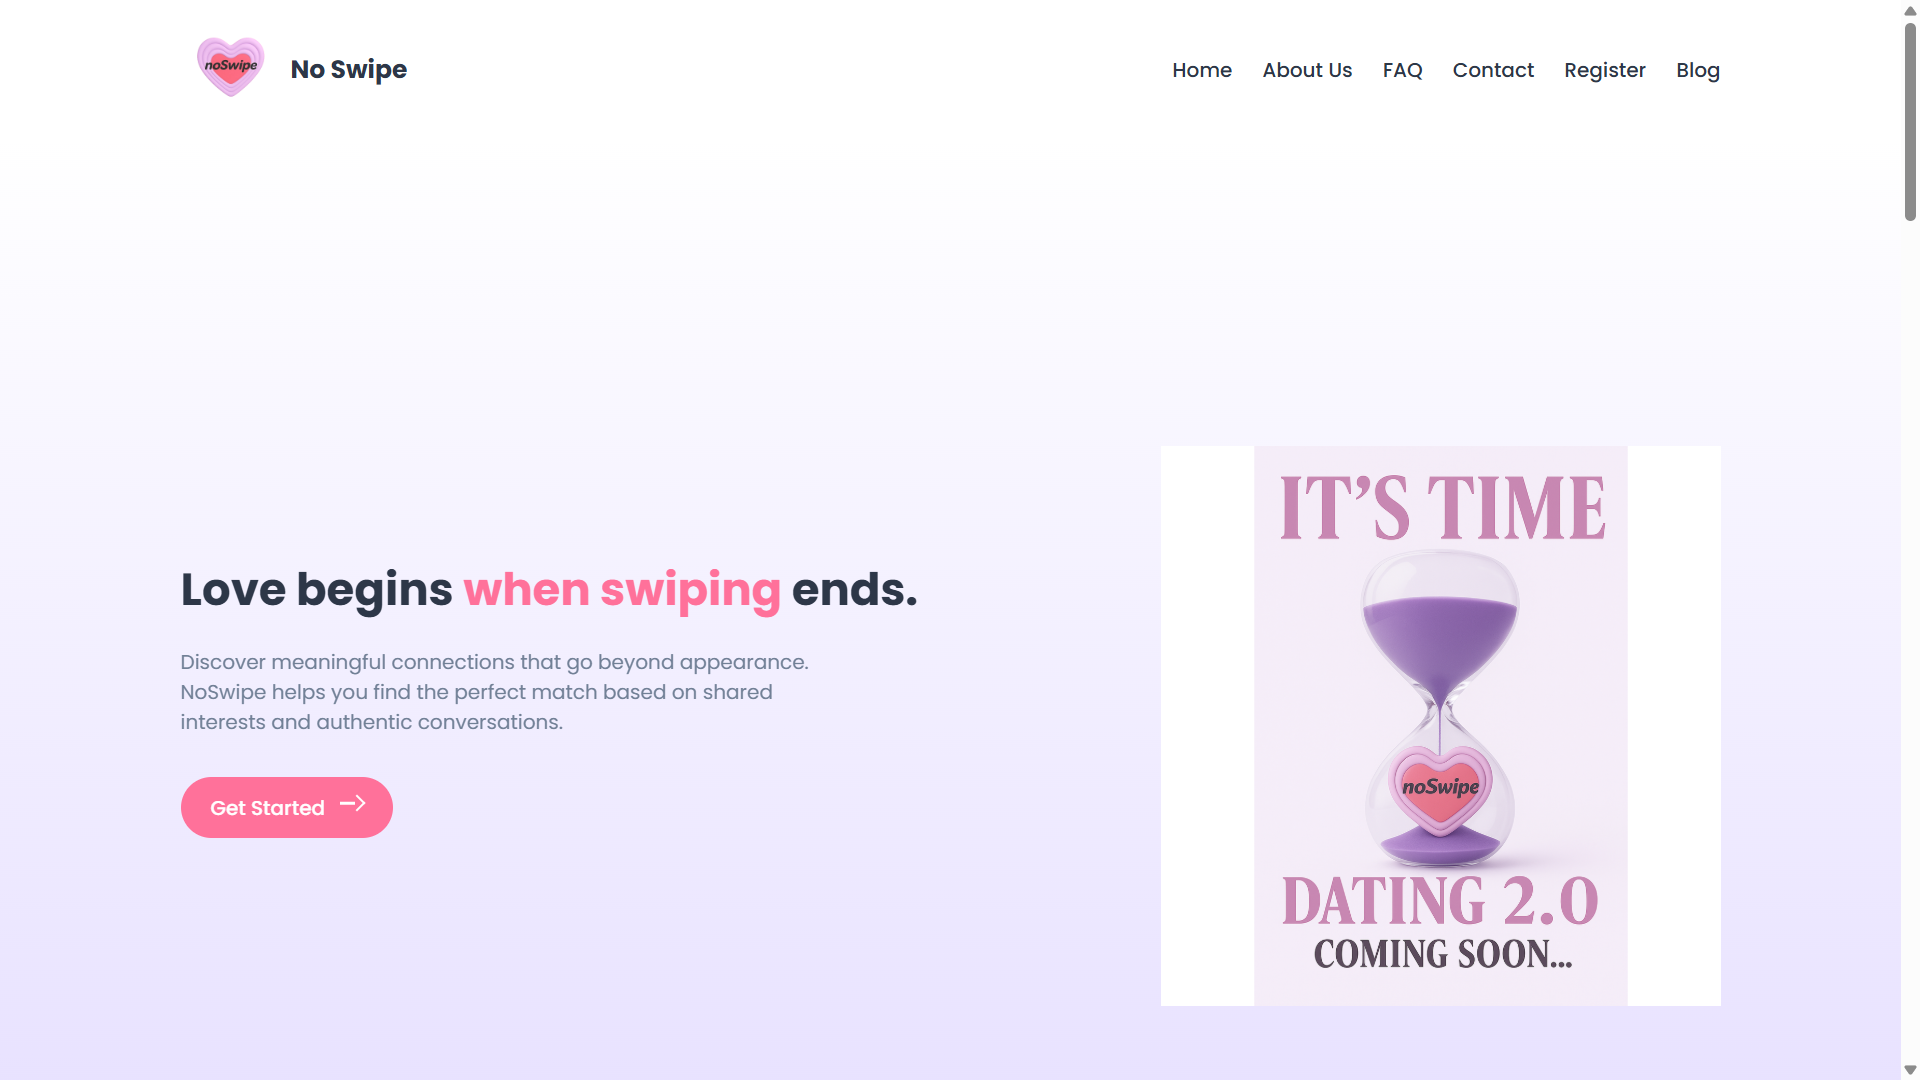 noSwipe
No Swipe
Home
About Us
FAQ
Contact
Register
Blog
Love begins when swiping ends.
Discover meaningful connections that go beyond appearance.
NoSwipe helps you find the perfect match based on shared
interests and authentic conversations.
Get Started
IT'S TIME
noSwipe
DATING 2.0
COMING SOON...